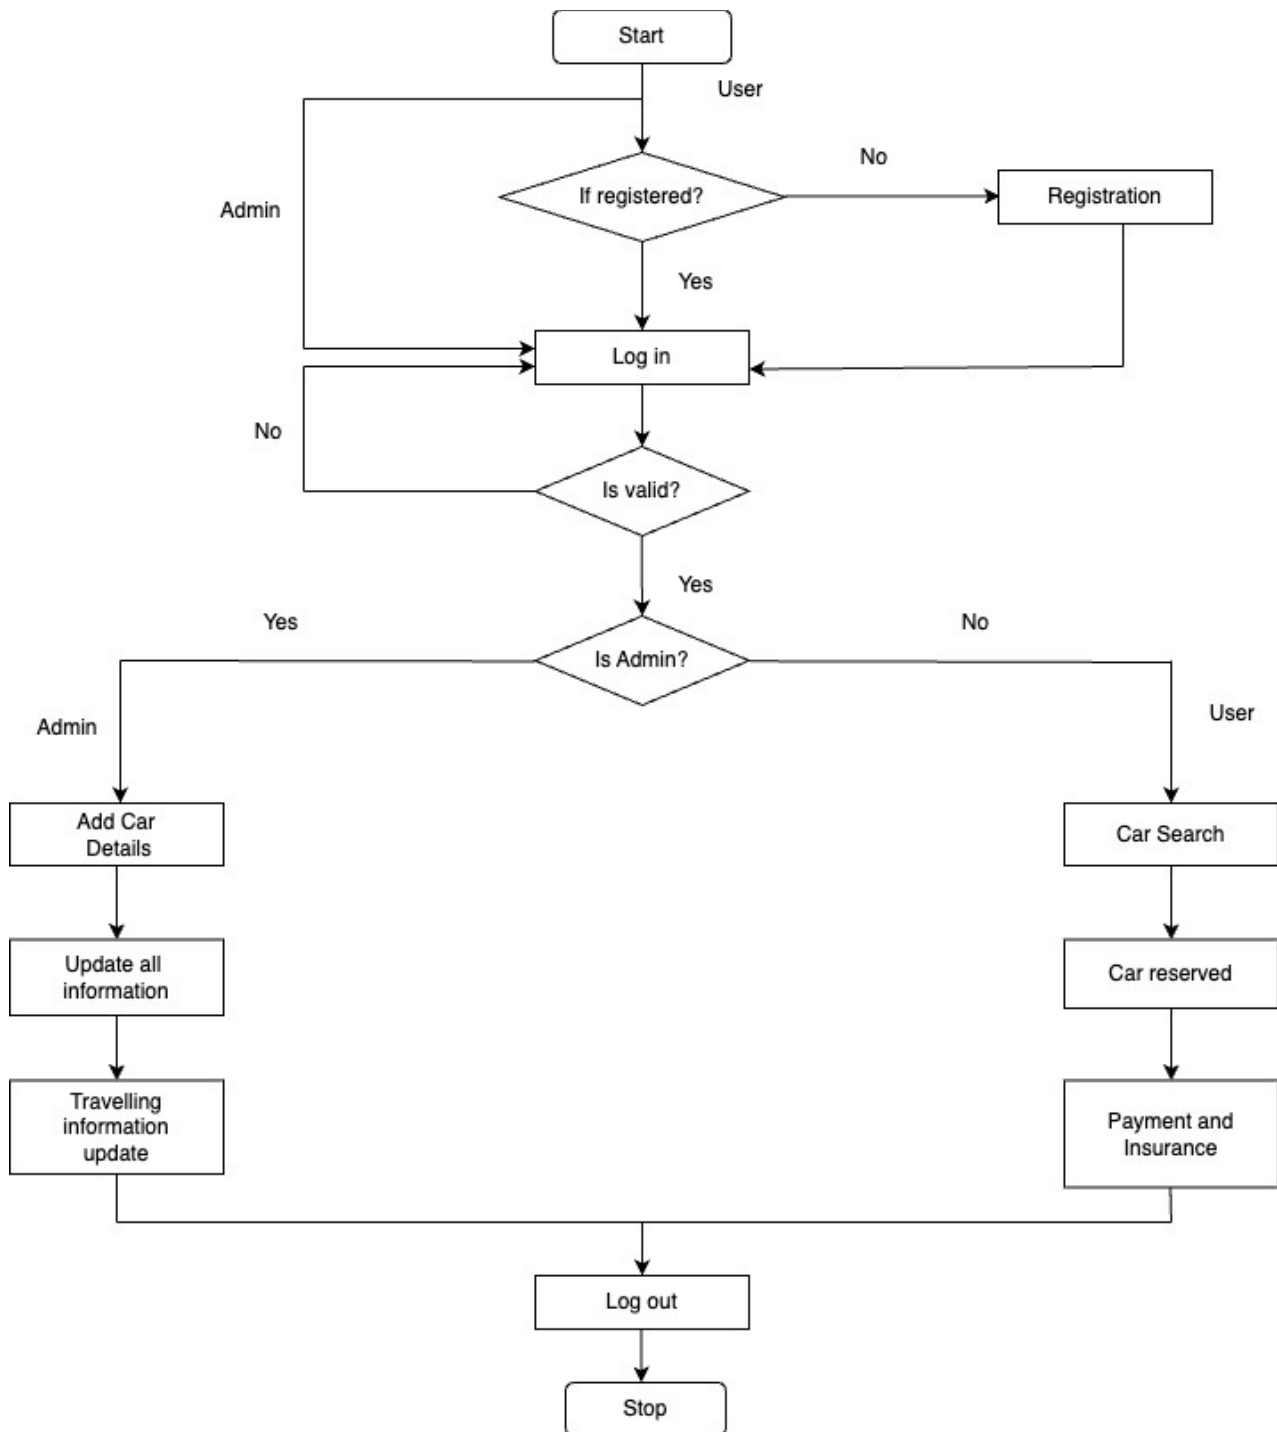 Start
User
No
If registered?
Registration
Admin
Yes
Log in
No
Is valid?
Yes
Yes
No
Is Admin?
Admin
User
Add Car
Details
Car Search
Update all
information
Car reserved
Travelling
information
update
Payment and
Insurance
Log out
Stop